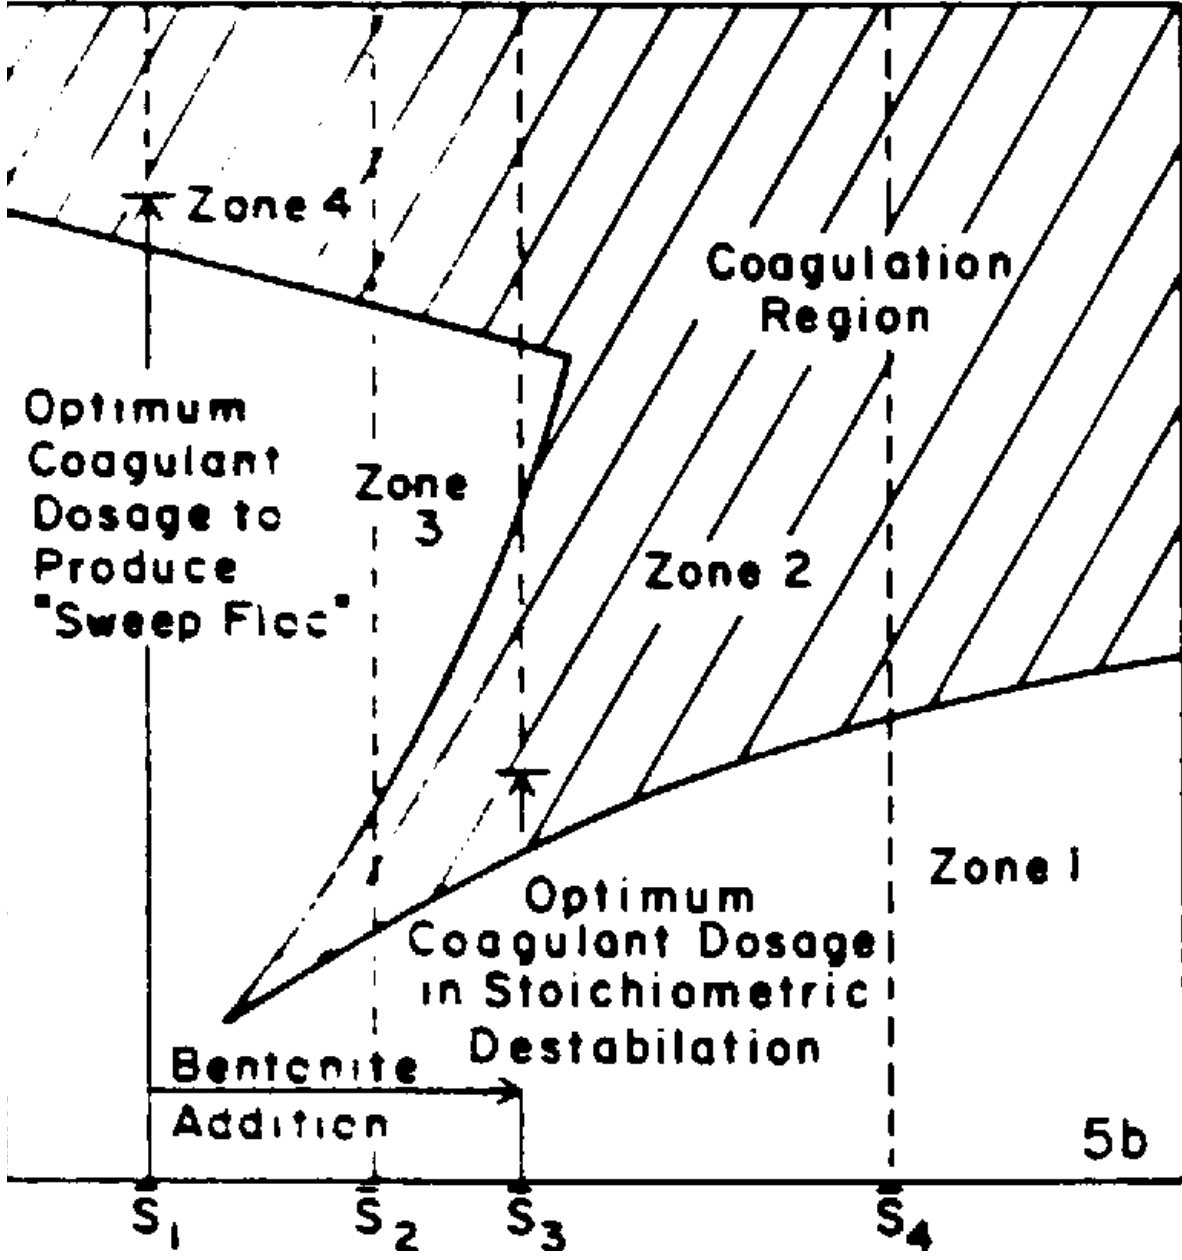 Zone 4
Coagulation
Region
Optimum
Coagulant
Dosage to
Produce
"Sweep Floc"
Zone
3
Zone 2
Zone 1
Optimum
Coagulant Dosage
in Stoichiometric
Destabilation
Bentonite
Addition
5b
S1
S2
S3
S4